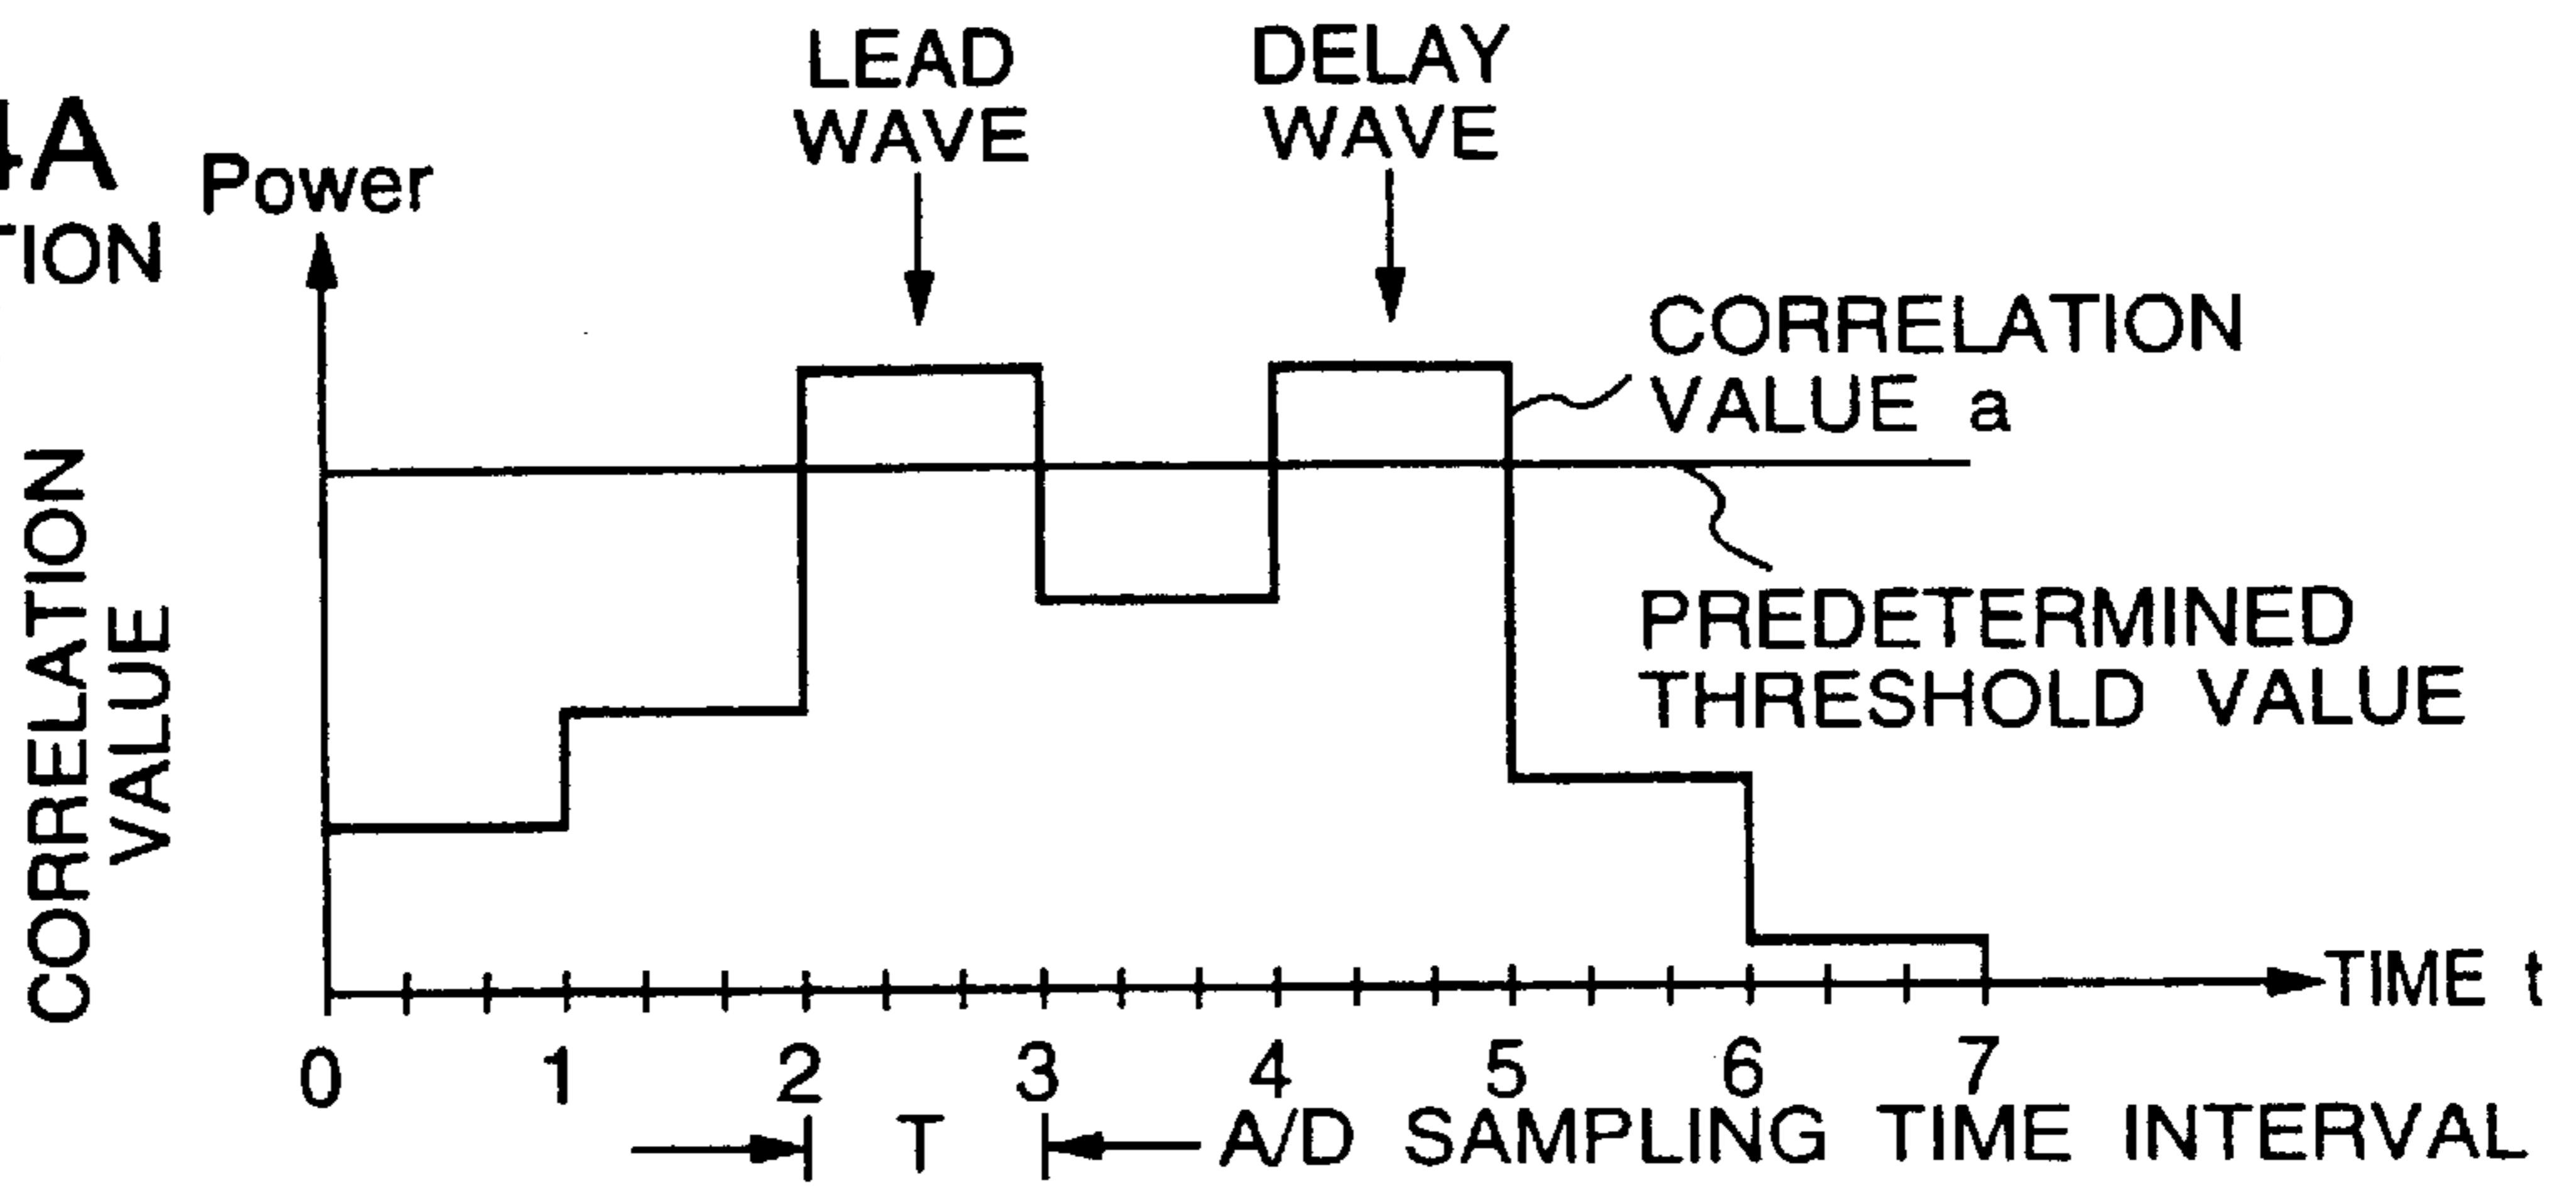 4A
TION
Power
LEAD
WAVE
DELAY
WAVE
CORRELATION
VALUE a
PREDETERMINED
THRESHOLD VALUE
CORRELATION
VALUE
TIME t
0 1 2 3 4 5 6 7
T
A/D SAMPLING TIME INTERVAL